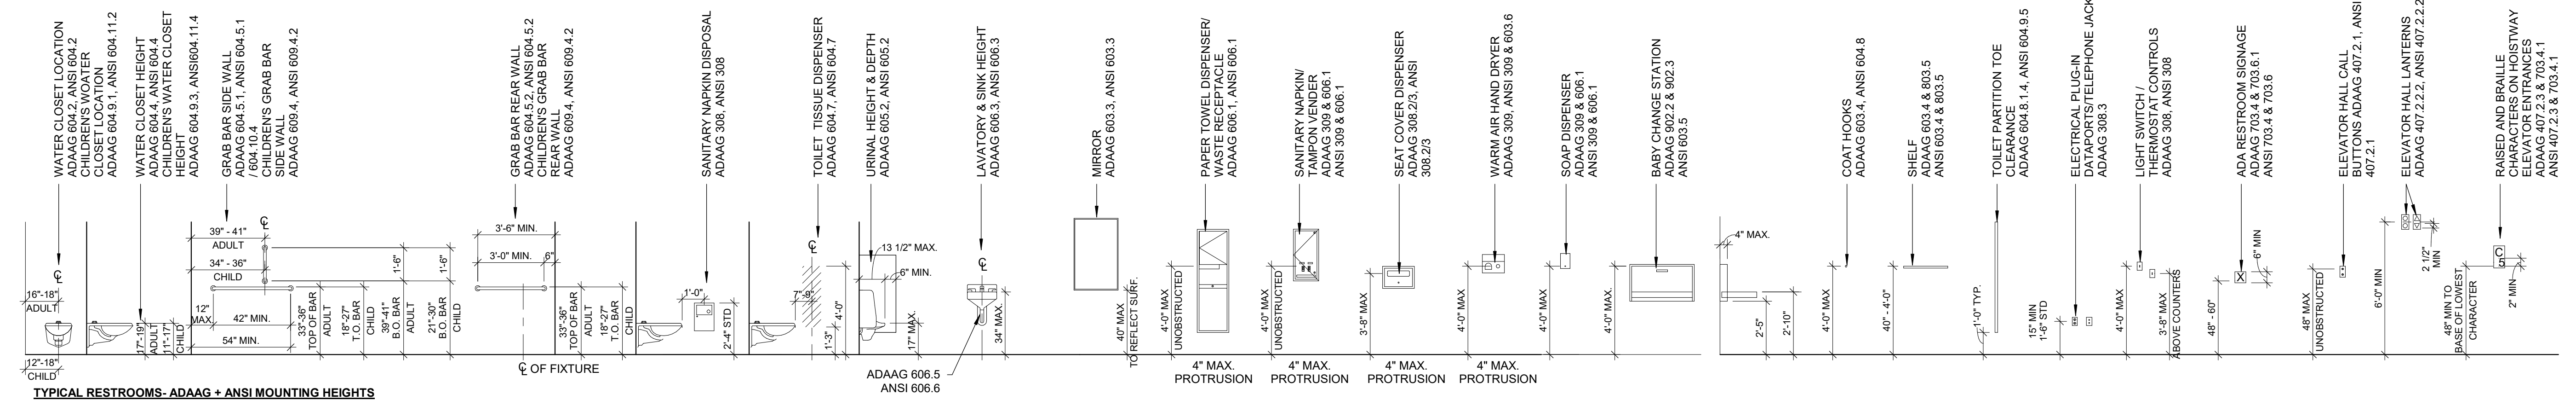 WATER CLOSET LOCATION
ADAAG 604.2, ANSI 604.2
CHILDREN'S WOATER
CLOSET LOCATION
ADAAG 604.9.1, ANSI 604.11.2
WATER CLOSET HEIGHT
ADAAG 604.4, ANSI 604.4
CHILDREN'S WATER CLOSET
HEIGHT
ADAAG 604.9.3, ANSI604.11.4
GRAB BAR SIDE WALL
ADAAG 604.5.1, ANSI 604.5.1
/ 604.10.4
CHILDREN'S GRAB BAR
SIDE WALL
ADAAG 609.4, ANSI 609.4.2
GRAB BAR REAR WALL
ADAAG 604.5.2, ANSI 604.5.2
CHILDREN'S GRAB BAR
REAR WALL
ADAAG 609.4, ANSI 609.4.2
SANITARY NAPKIN DISPOSAL
ADAAG 308, ANSI 308
TOILET TISSUE DISPENSER
ADAAG 604.7, ANSI 604.7
URINAL HEIGHT & DEPTH
ADAAG 605.2, ANSI 605.2
LAVATORY & SINK HEIGHT
ADAAG 606.3, ANSI 606.3
MIRROR
ADAAG 603.3, ANSI 603.3
PAPER TOWEL DISPENSER/
WASTE RECEPTACLE
ADAAG 606.1, ANSI 606.1
SANITARY NAPKIN/
TAMPON VENDER
ADAAG 309 & 606.1
ANSI 309 & 606.1
SEAT COVER DISPENSER
ADAAG 308.2/3, ANSI
308.2/3
WARM AIR HAND DRYER
ADAAG 309, ANSI 309 & 603.6
SOAP DISPENSER
ADAAG 309 & 606.1
ANSI 309 & 606.1
BABY CHANGE STATION
ADAAG 902.2 & 902.3
ANSI 603.5
COAT HOOKS
ADAAG 603.4, ANSI 604.8
SHELF
ADAAG 603.4 & 803.5
ANSI 603.4 & 803.5
TOILET PARTITION TOE
CLEARANCE
ADAAG 604.8.1.4, ANSI 604.9.5
ELECTRICAL PLUG-IN
DATAPORTS/TELEPHONE JACK
ADAAG 308.3
LIGHT SWITCH /
THERMOSTAT CONTROLS
ADAAG 308, ANSI 308
ADA RESTROOM SIGNAGE
ADAAG 703.4 & 703.6.1
ANSI 703.4 & 703.6
ELEVATOR HALL CALL
BUTTONS ADAAG 407.2.1, ANSI
407.2.1
ELEVATOR HALL LANTERNS
ADAAG 407.2.2.2, ANSI 407.2.2.2
RAISED AND BRAILLE
CHARACTERS ON HOISTWAY
ELEVATOR ENTRANCES
ADAAG 407.2.3 & 703.4.1
ANSI 407.2.3 & 703.4.1
CL
16"-18"
ADULT
12"-18"
CHILD
17"-19"
ADULT
11"-17"
CHILD
CL
39" - 41"
ADULT
34" - 36"
CHILD
12"
MAX.
42" MIN.
54" MIN.
33"-36"
TOP OF BAR
ADULT
18"-27"
T.O. BAR
CHILD
1'-6"
39"-41"
B.O. BAR
ADULT
1'-6"
21"-30"
B.O. BAR
CHILD
3'-6" MIN.
3'-0" MIN.
6"
CL OF FIXTURE
33"-36"
TOP OF BAR
ADULT
18"-27"
T.O. BAR
CHILD
1'-0"
2'-4" STD
CL
7"-9"
1'-3"
4'-0"
13 1/2" MAX.
6" MIN.
17" MAX.
CL
34" MAX.
ADAAG 606.5
ANSI 606.6
40" MAX.
TO REFLECT SURF.
4'-0" MAX
UNOBSTRUCTED
4" MAX.
PROTRUSION
4'-0" MAX
UNOBSTRUCTED
4" MAX.
PROTRUSION
3'-8" MAX
4" MAX.
PROTRUSION
4'-0" MAX
4" MAX.
PROTRUSION
4'-0" MAX
4'-0" MAX.
4" MAX.
2'-5"
2'-10"
4'-0" MAX
40" - 4'-0"
1'-0" TYP.
15" MIN
1'-6" STD
4'-0" MAX
3'-8" MAX
ABOVE COUNTERS
48" - 60"
X
6" MIN
48" MAX
UNOBSTRUCTED
6'-0" MIN
2 1/2"
MIN
48" MIN TO
BASE OF LOWEST
CHARACTER
C
5
2" MIN
TYPICAL RESTROOMS- ADAAG + ANSI MOUNTING HEIGHTS